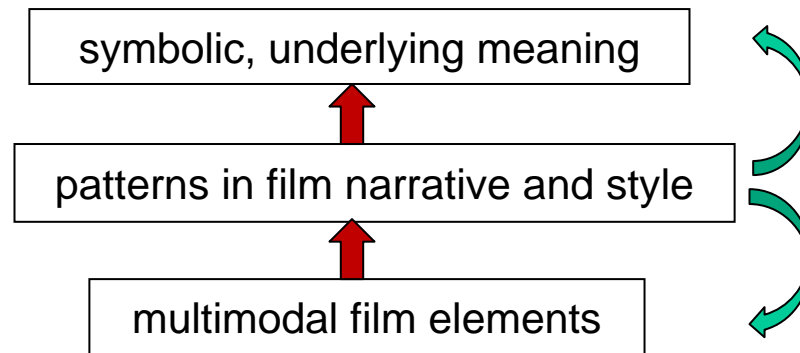 symbolic, underlying meaning
patterns in film narrative and style
multimodal film elements